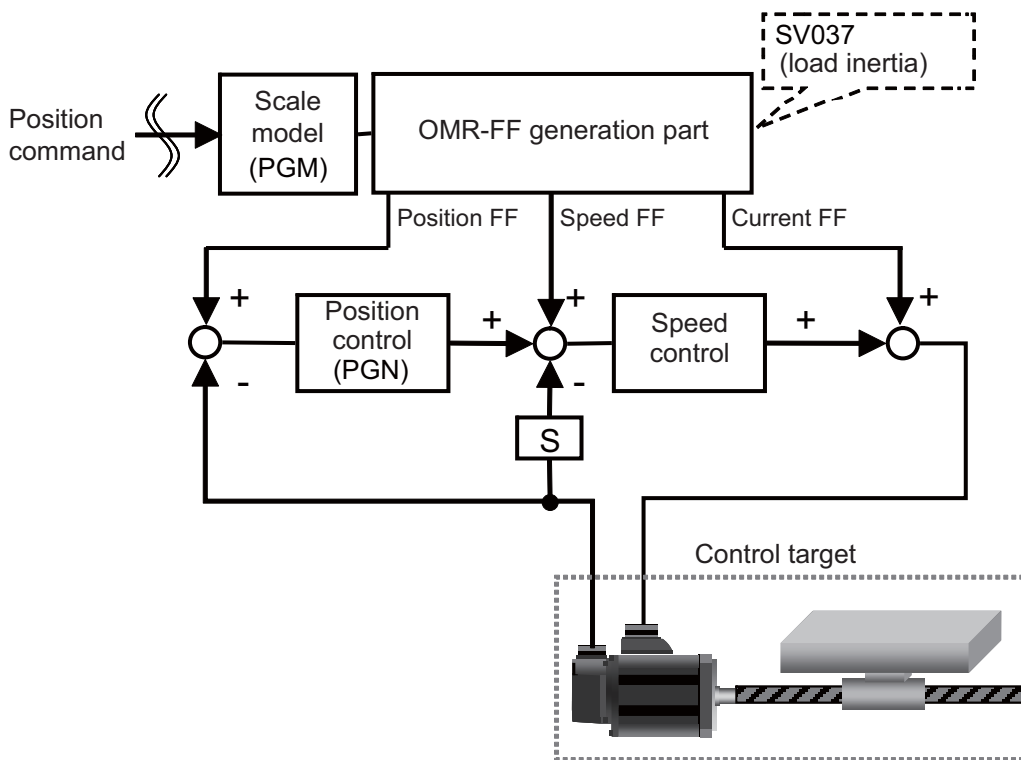 SV037
(load inertia)
Position
command
Scale
model
(PGM)
OMR-FF generation part
Position FF
Speed FF
Current FF
+
+
+
Position
control
(PGN)
+
Speed
control
+
-
-
S
Control target